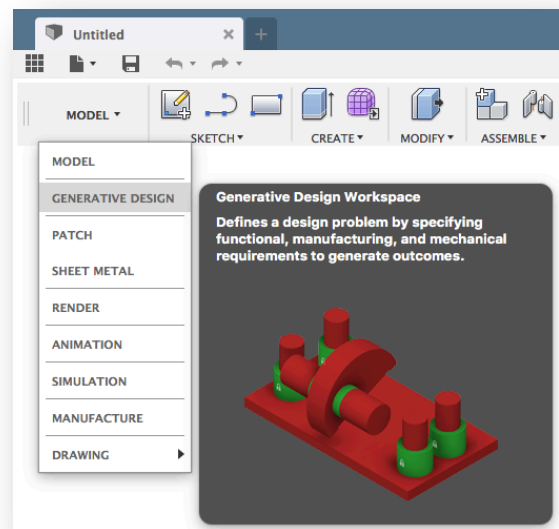 Untitled
MODEL
SKETCH
CREATE
MODIFY
ASSEMBLE
MODEL
GENERATIVE DESIGN
PATCH
SHEET METAL
RENDER
ANIMATION
SIMULATION
MANUFACTURE
DRAWING
Generative Design Workspace
Defines a design problem by specifying
functional, manufacturing, and mechanical
requirements to generate outcomes.